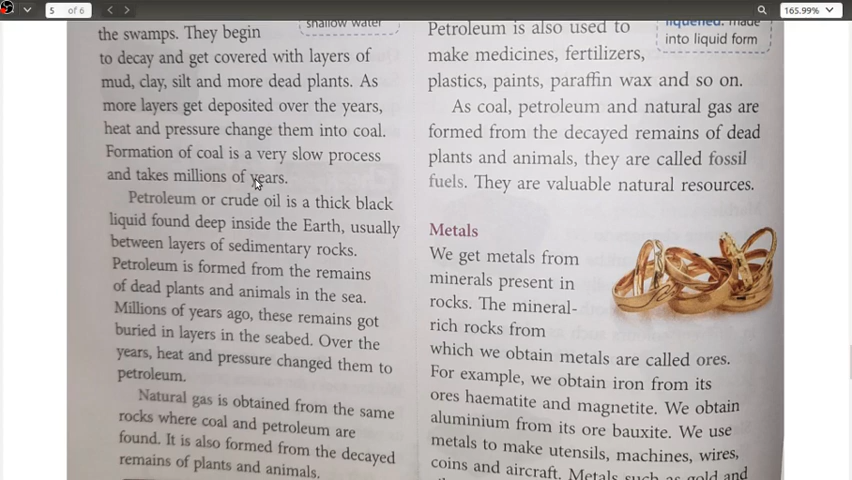 5 of 6
165.99%
shallow water
the swamps. They begin
to decay and get covered with layers of
mud, clay, silt and more dead plants. As
more layers get deposited over the years,
heat and pressure change them into coal.
Formation of coal is a very slow process
and takes millions of years.
Petroleum or crude oil is a thick black
liquid found deep inside the Earth, usually
between layers of sedimentary rocks.
Petroleum is formed from the remains
of dead plants and animals in the sea.
Millions of years ago, these remains got
buried in layers in the seabed. Over the
years, heat and pressure changed them to
petroleum.
Natural gas is obtained from the same
rocks where coal and petroleum are
found. It is also formed from the decayed
remains of plants and animals.
Petroleum is also used to
make medicines, fertilizers,
plastics, paints, paraffin wax and so on.
liquefied: made
into liquid form
As coal, petroleum and natural gas are
formed from the decayed remains of dead
plants and animals, they are called fossil
fuels. They are valuable natural resources.
Metals
We get metals from
minerals present in
rocks. The mineral-
rich rocks from
which we obtain metals are called ores.
For example, we obtain iron from its
ores haematite and magnetite. We obtain
aluminium from its ore bauxite. We use
metals to make utensils, machines, wires,
coins and aircraft. Metals such as gold and